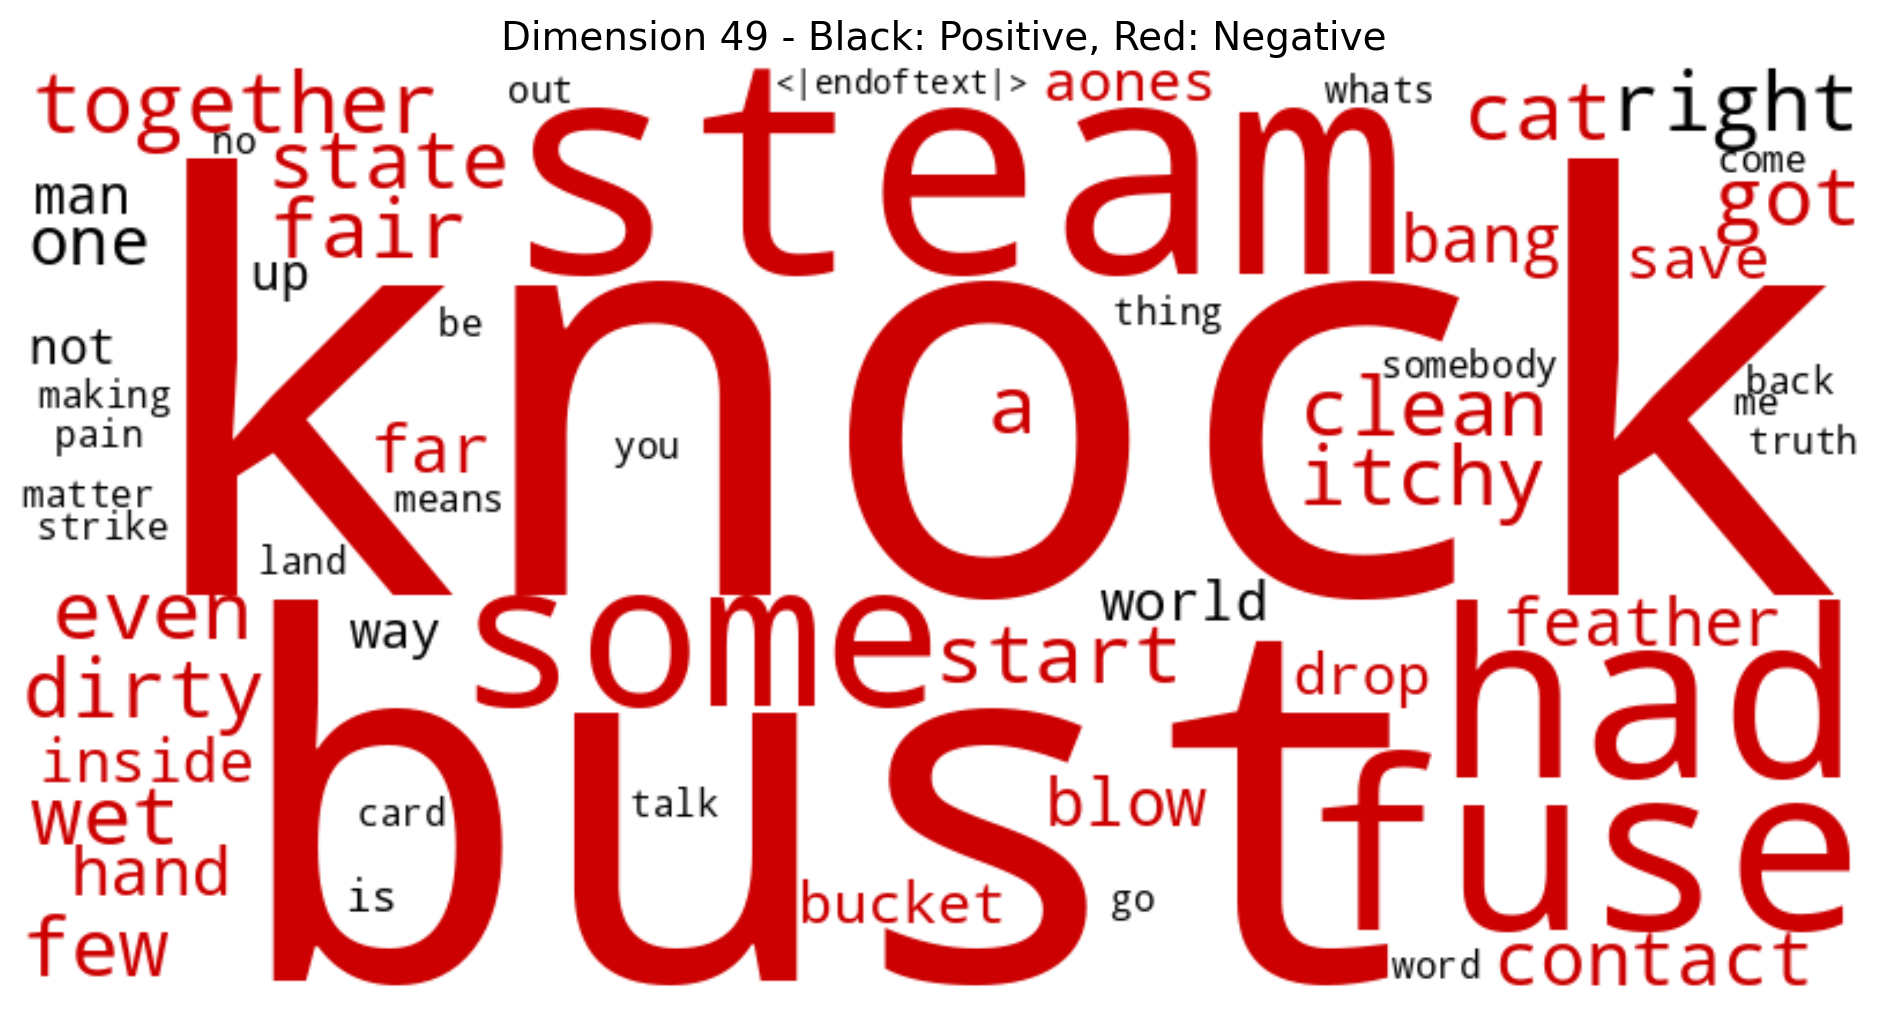 Dimension 49 - Black: Positive, Red: Negative
together
out
steam
<|endoftext|>
aones
whats
cat
right
no
state
come
man
fair
got
one
bang
save
up
knock
be
thing
not
somebody
making
a
clean
back
me
pain
far
you
itchy
truth
matter
means
strike
land
even
way
some
world
feather
start
had
dirty
bust
drop
inside
wet
card
talk
blow
fuse
hand
is
bucket
go
few
word
contact